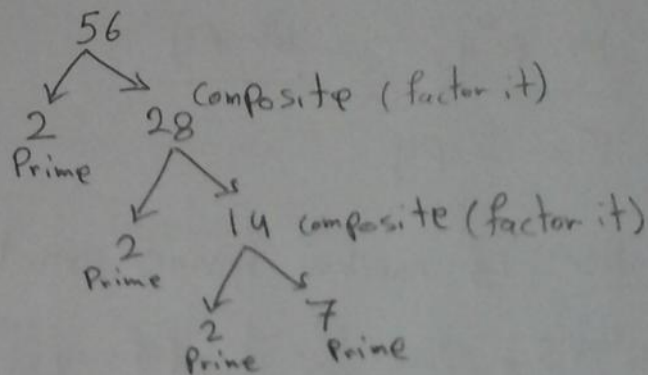 56
2 28 composite (factor it)
Prime
2 14 composite (factor it)
Prime
2 7
Prime Prime